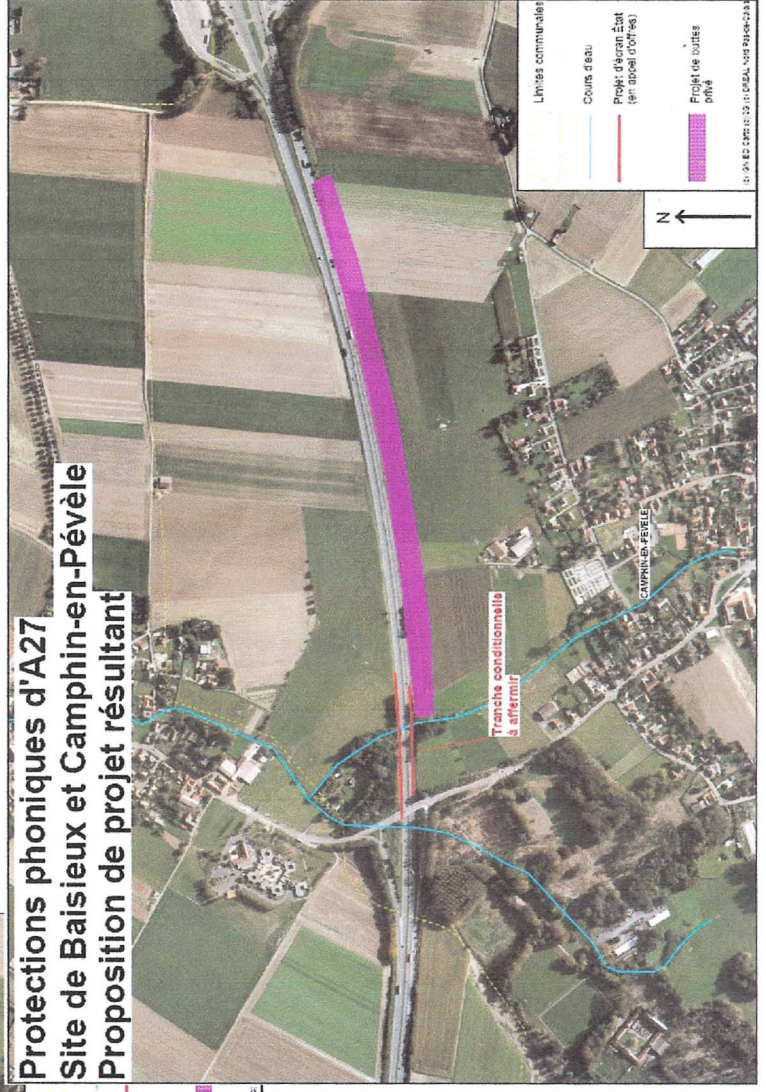 Protections phoniques d'A27
Site de Baisieux et Camphin-en-Pévèle
Proposition de projet résultant
Tranche conditionnelle
à affermir
CAMPHIN-EN-PEVELE
N
Limites communales
Cours d'eau
Projet d'écran État
(en appel d'offres)
Projet de buttes
privé